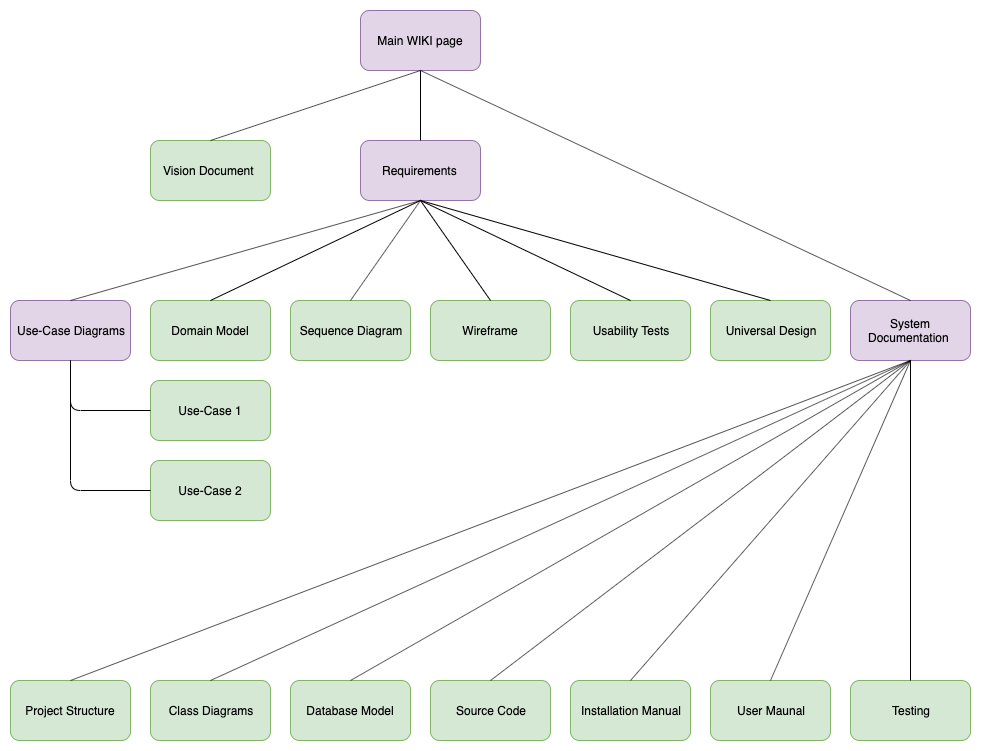 Main WIKI page
Vision Document
Requirements
Use-Case Diagrams
Domain Model
Sequence Diagram
Wireframe
Usability Tests
Universal Design
System
Documentation
Use-Case 1
Use-Case 2
Project Structure
Class Diagrams
Database Model
Source Code
Installation Manual
User Maunal
Testing